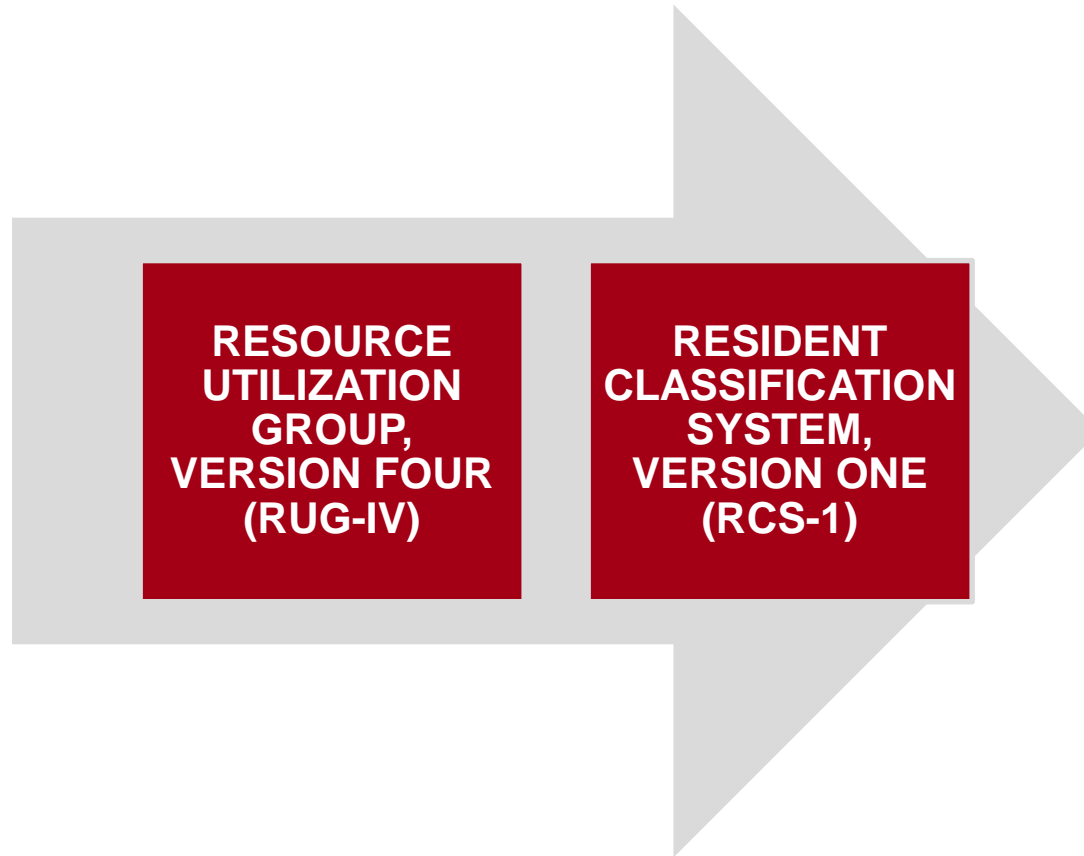 RESOURCE
UTILIZATION
GROUP,
VERSION FOUR
(RUG-IV)
RESIDENT
CLASSIFICATION
SYSTEM,
VERSION ONE
(RCS-1)